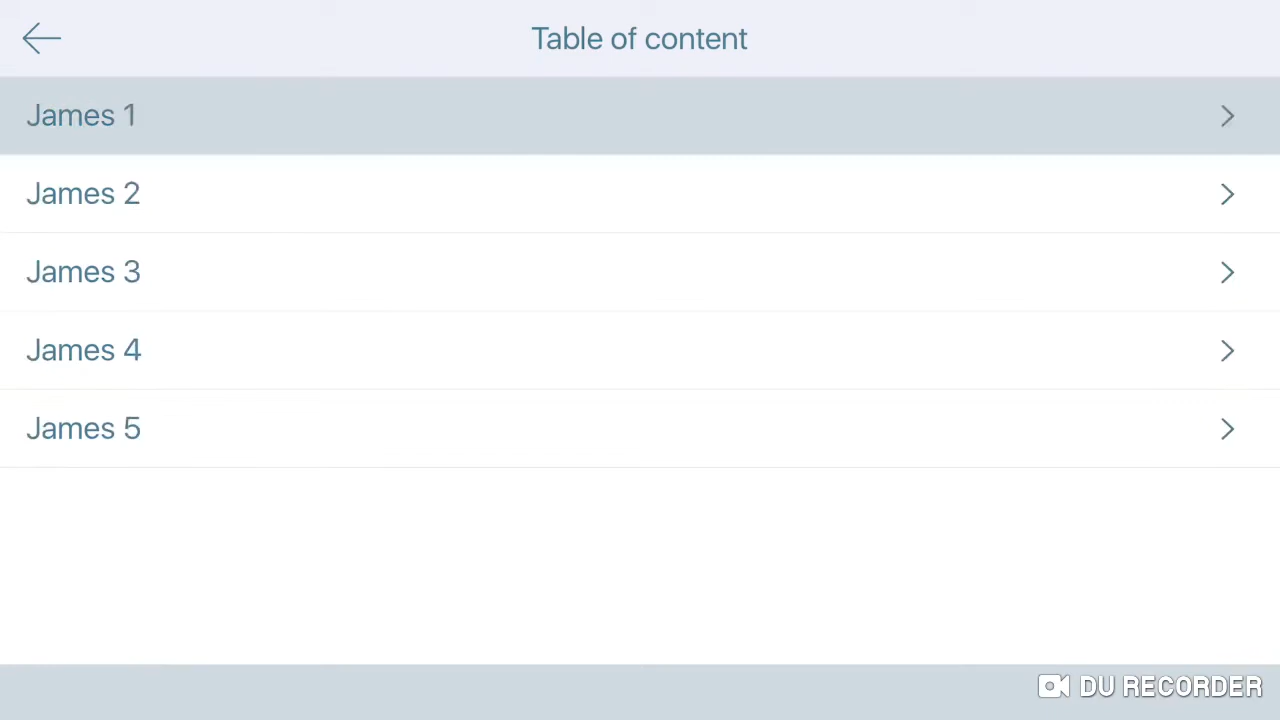 Table of content
James 1
James 2
James 3
James 4
James 5
DU RECORDER